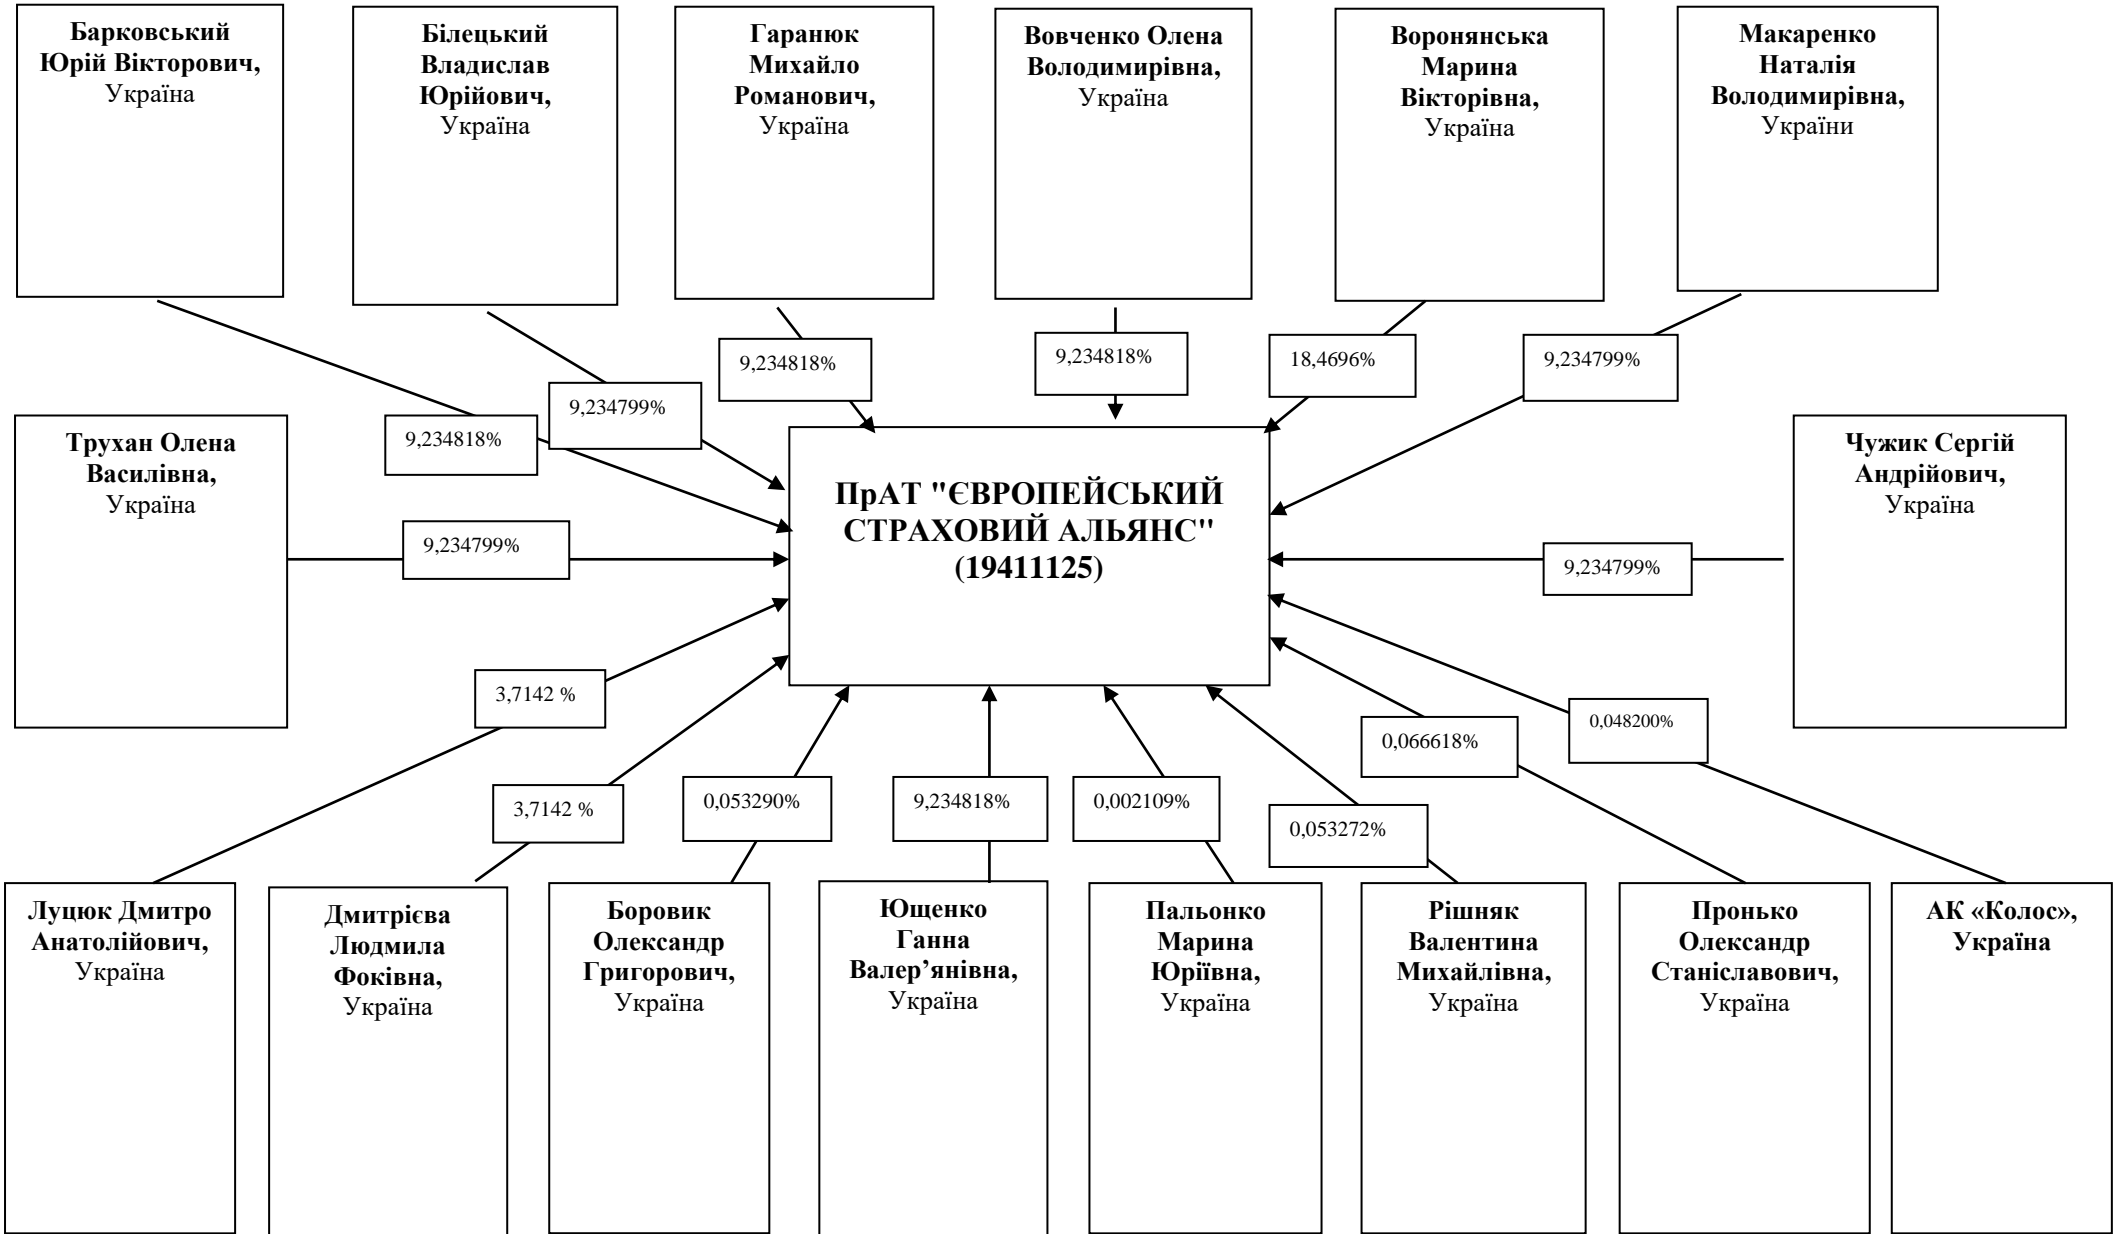 Барковський
Юрій Вікторович,
Україна
Білецький
Владислав
Юрійович,
Україна
Гаранюк
Михайло
Романович,
Україна
Вовченко Олена
Володимирівна,
Україна
Воронянська
Марина
Вікторівна,
Україна
Макаренко
Наталія
Володимирівна,
України
9,234818%
9,234799%
9,234818%
9,234818%
18,4696%
9,234799%
Трухан Олена
Василівна,
Україна
9,234799%
ПрАТ "ЄВРОПЕЙСЬКИЙ
СТРАХОВИЙ АЛЬЯНС"
(19411125)
9,234799%
Чужик Сергій
Андрійович,
Україна
3,7142 %
3,7142 %
0,053290%
9,234818%
0,002109%
0,053272%
0,066618%
0,048200%
Луцюк Дмитро
Анатолійович,
Україна
Дмитрієва
Людмила
Фоківна,
Україна
Боровик
Олександр
Григорович,
Україна
Ющенко
Ганна
Валер’янівна,
Україна
Пальонко
Марина
Юріївна,
Україна
Рішняк
Валентина
Михайлівна,
Україна
Пронько
Олександр
Станіславович,
Україна
АК «Колос»,
Україна